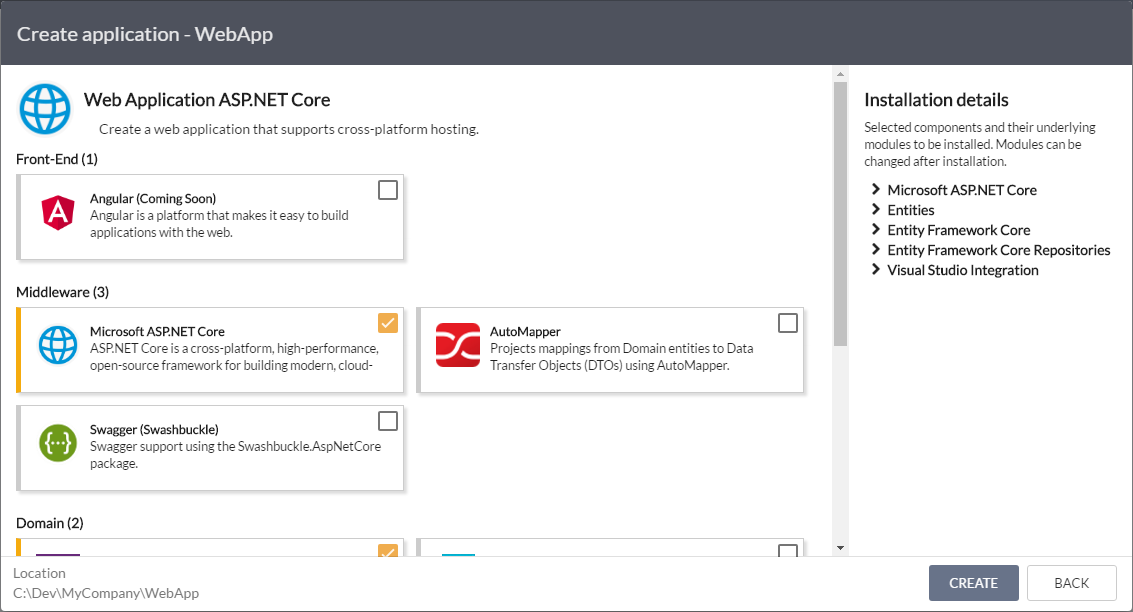 Create application - WebApp
Web Application ASP.NET Core
Create a web application that supports cross-platform hosting.
Front-End (1)
Angular (Coming Soon)
Angular is a platform that makes it easy to build
applications with the web.
Middleware (3)
Microsoft ASP.NET Core
ASP.NET Core is a cross-platform, high-performance,
open-source framework for building modern, cloud-
AutoMapper
Projects mappings from Domain entities to Data
Transfer Objects (DTOs) using AutoMapper.
Swagger (Swashbuckle)
Swagger support using the Swashbuckle.AspNetCore
package.
Domain (2)
Installation details
Selected components and their underlying
modules to be installed. Modules can be
changed after installation.
Microsoft ASP.NET Core
Entities
Entity Framework Core
Entity Framework Core Repositories
Visual Studio Integration
Location
C:\Dev\MyCompany\WebApp
CREATE
BACK